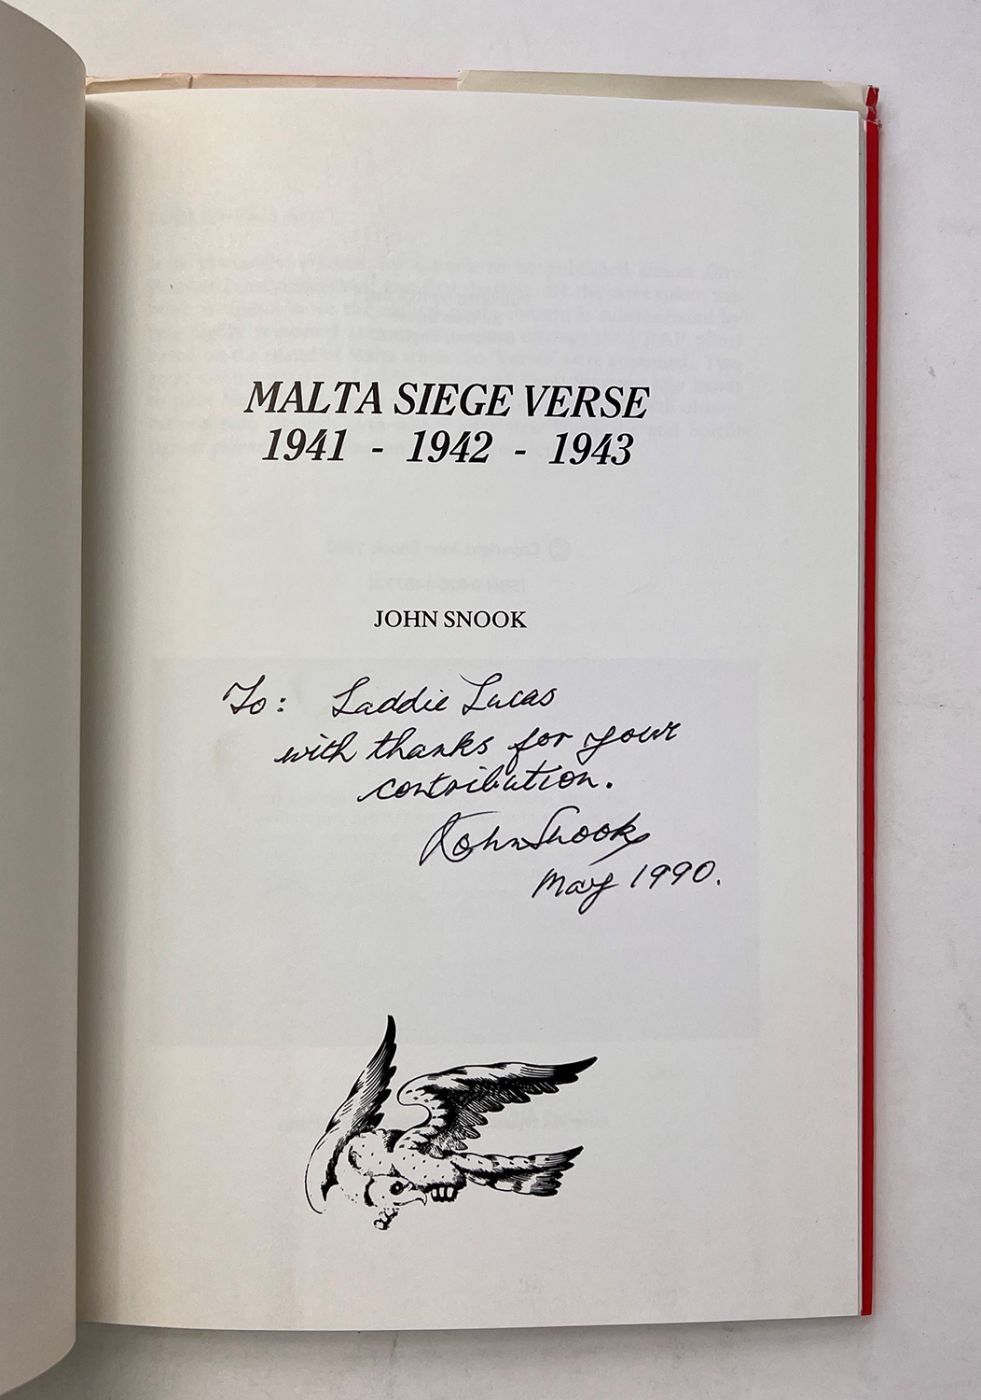 MALTA SIEGE VERSE
1941 - 1942 - 1943
JOHN SNOOK
To: Laddie Lucas
with thanks for your
contribution.
John Snook
May 1990.